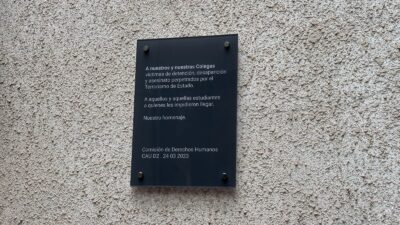 A nuestros y nuestras Colegas
víctimas de detención, desaparición
y asesinato perpetrados por el
Terrorismo de Estado.
A aquellos y aquellas estudiantes
a quienes les impidieron llegar.
Nuestro homenaje.
Comisión de Derechos Humanos
CAU-D2 24 03 2023